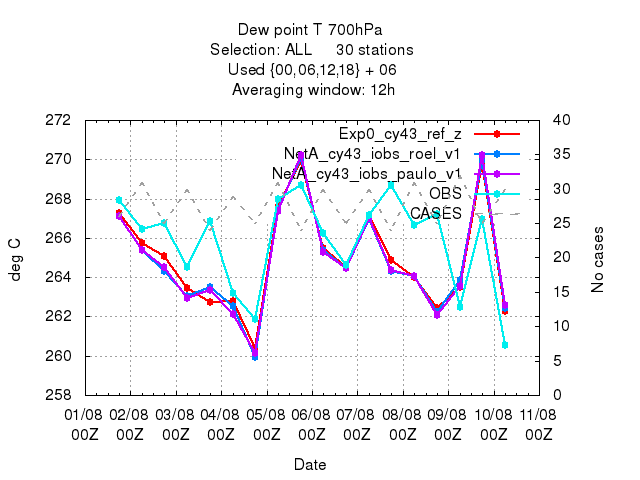 Dew point T 700hPa
Selection: ALL     30 stations
Used {00,06,12,18} + 06
Averaging window: 12h
272 40
Exp0_cy43_ref_z
270 35
NetA_cy43_iobs_roel_v1
NetA_cy43_iobs_paulo_v1
268 30
OBS
CASES
266 25
264 20
262 15
260 10
5
258 0
deg C
No cases
01/08 02/08 03/08 04/08 05/08 06/08 07/08 08/08 09/08 10/08 11/08
00Z 00Z 00Z 00Z 00Z 00Z 00Z 00Z 00Z 00Z 00Z
Date